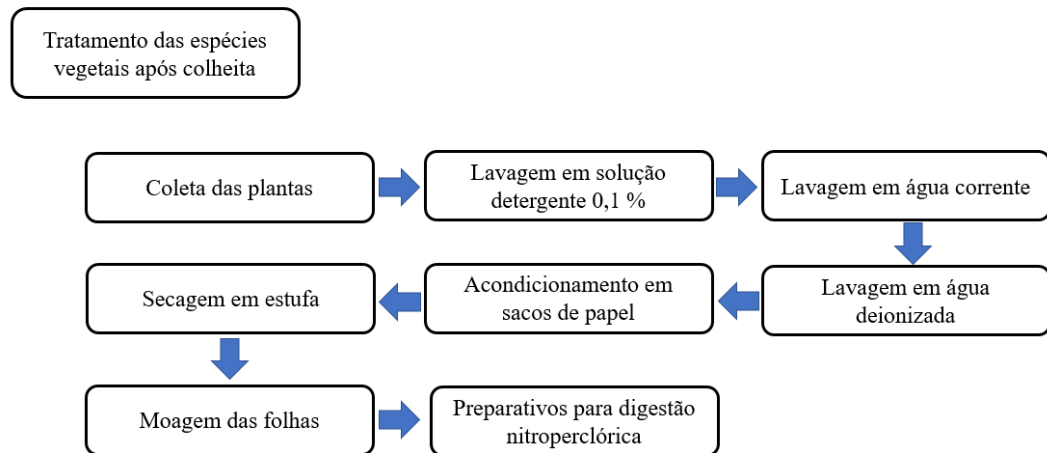 Tratamento das espécies
vegetais após colheita
Coleta das plantas
Lavagem em solução
detergente 0,1 %
Lavagem em água corrente
Lavagem em água
deionizada
Acondicionamento em
sacos de papel
Secagem em estufa
Moagem das folhas
Preparativos para digestão
nitroperclórica